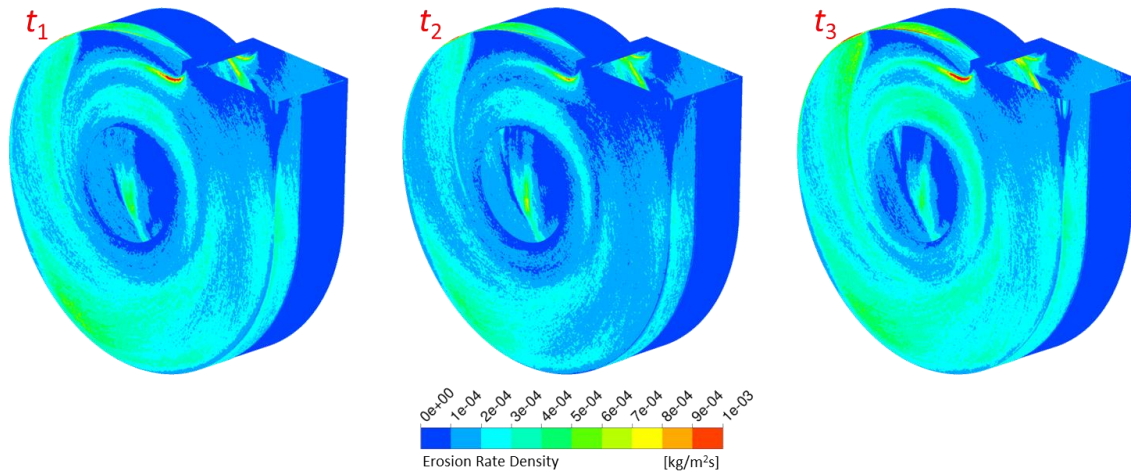 t₁ t₂ t₃
0e+00 1e-04 2e-04 3e-04 4e-04 5e-04 6e-04 7e-04 8e-04 9e-04 1e-03
Erosion Rate Density [kg/m²s]